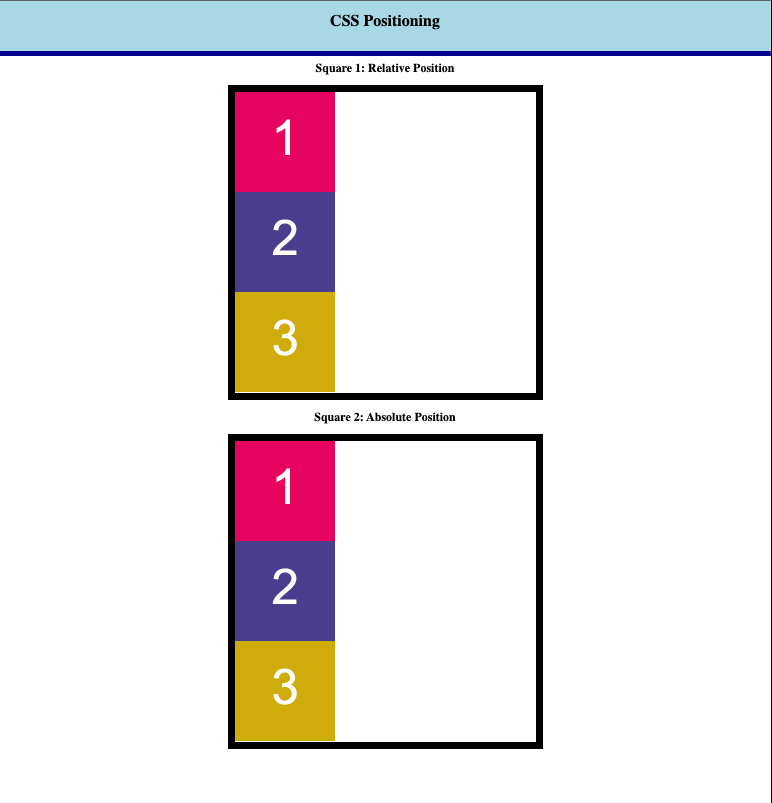 CSS Positioning
Square 1: Relative Position
1
2
3
Square 2: Absolute Position
1
2
3